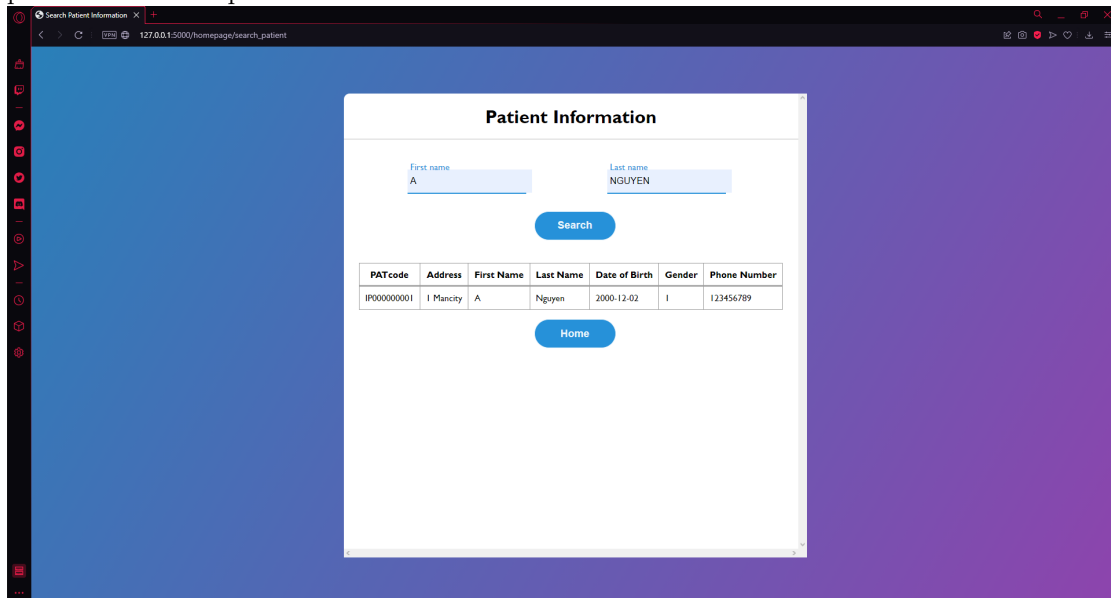 Search Patient Information
VPN 127.0.0.1:5000/homepage/search_patient
Patient Information
First name Last name
A NGUYEN
Search
PATcode Address First Name Last Name Date of Birth Gender Phone Number
IP00000001 1 Mancity A Nguyen 2000-12-02 1 123456789
Home